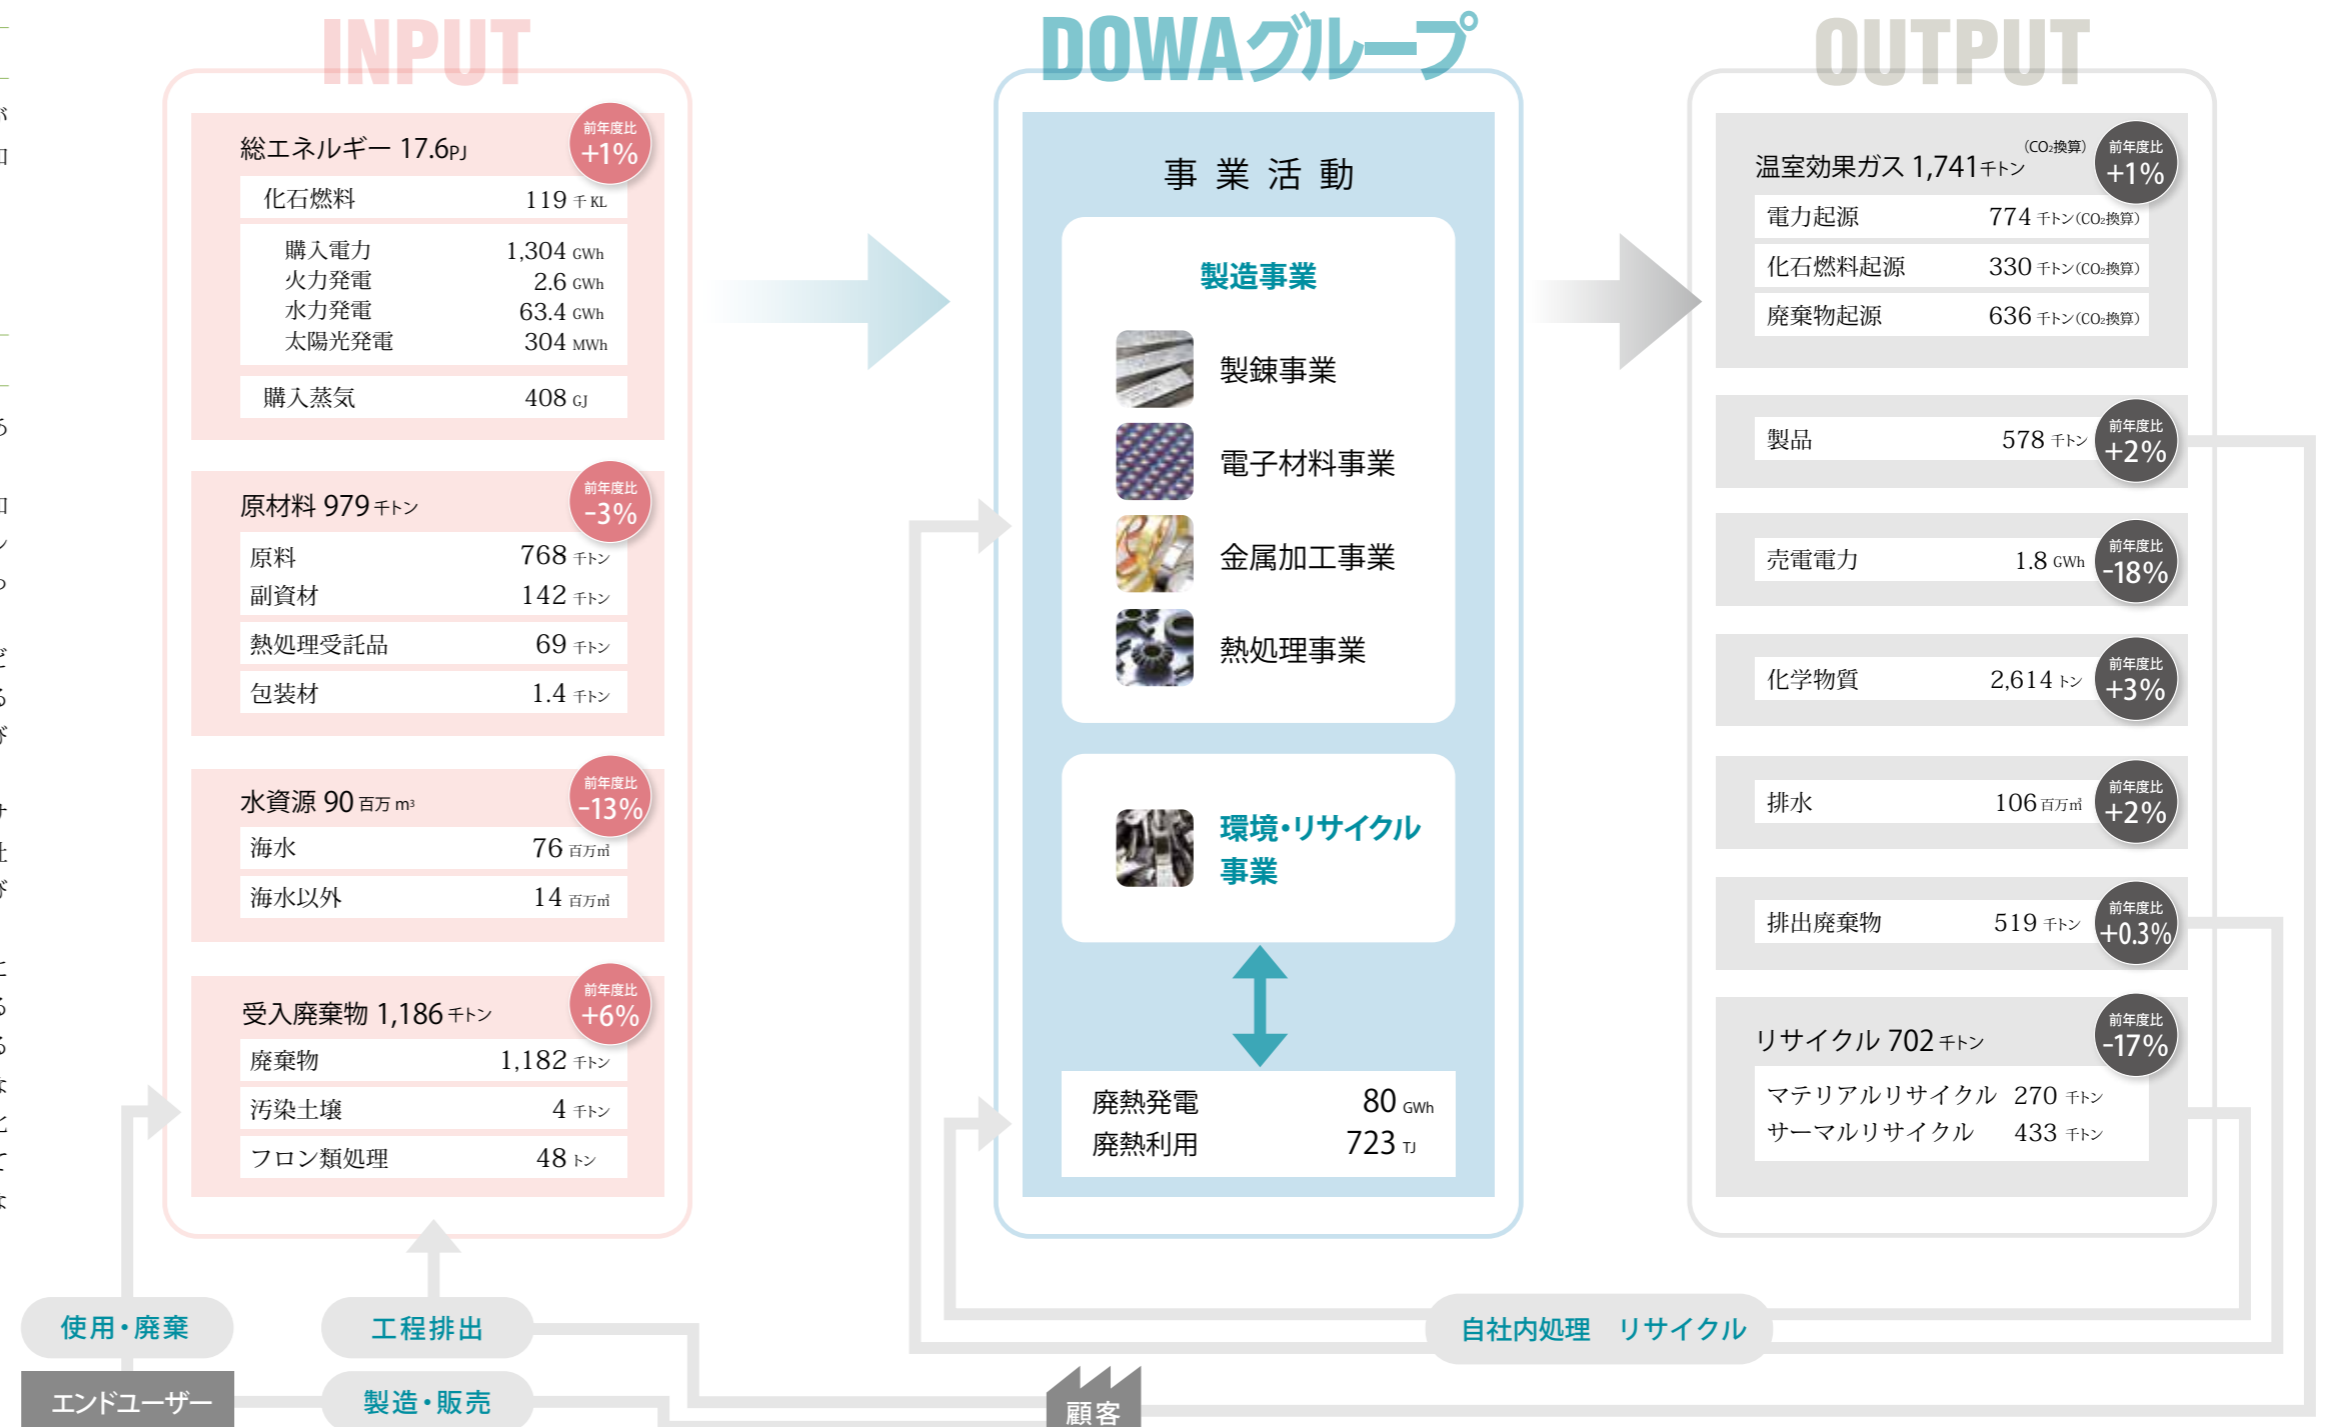 INPUT
総エネルギー 17.6PJ
前年度比
+1%
化石燃料 119 千KL
購入電力 1,304 GWh
火力発電 2.6 GWh
水力発電 63.4 GWh
太陽光発電 304 MWh
購入蒸気 408 GJ
原材料 979千トン
前年度比
-3%
原料 768 千トン
副資材 142 千トン
熱処理受託品 69 千トン
包装材 1.4 千トン
水資源 90 百万 m³
前年度比
-13%
海水 76 百万㎥
海水以外 14 百万㎥
受入廃棄物 1,186 千トン
前年度比
+6%
廃棄物 1,182 千トン
汚染土壌 4 千トン
フロン類処理 48 トン
DOWAグループ
事業活動
製造事業
製錬事業
電子材料事業
金属加工事業
熱処理事業
環境・リサイクル
事業
廃熱発電 80 GWh
廃熱利用 723 TJ
OUTPUT
温室効果ガス 1,741千トン(CO₂換算)
前年度比
+1%
電力起源 774 千トン(CO₂換算)
化石燃料起源 330 千トン(CO₂換算)
廃棄物起源 636 千トン(CO₂換算)
製品 578 千トン
前年度比
+2%
売電電力 1.8 GWh
前年度比
-18%
化学物質 2,614 トン
前年度比
+3%
排水 106 百万㎥
前年度比
+2%
排出廃棄物 519 千トン
前年度比
+0.3%
リサイクル 702 千トン
前年度比
-17%
マテリアルリサイクル 270 千トン
サーマルリサイクル 433 千トン
使用・廃棄
工程排出
自社内処理 リサイクル
エンドユーザー
製造・販売
顧客